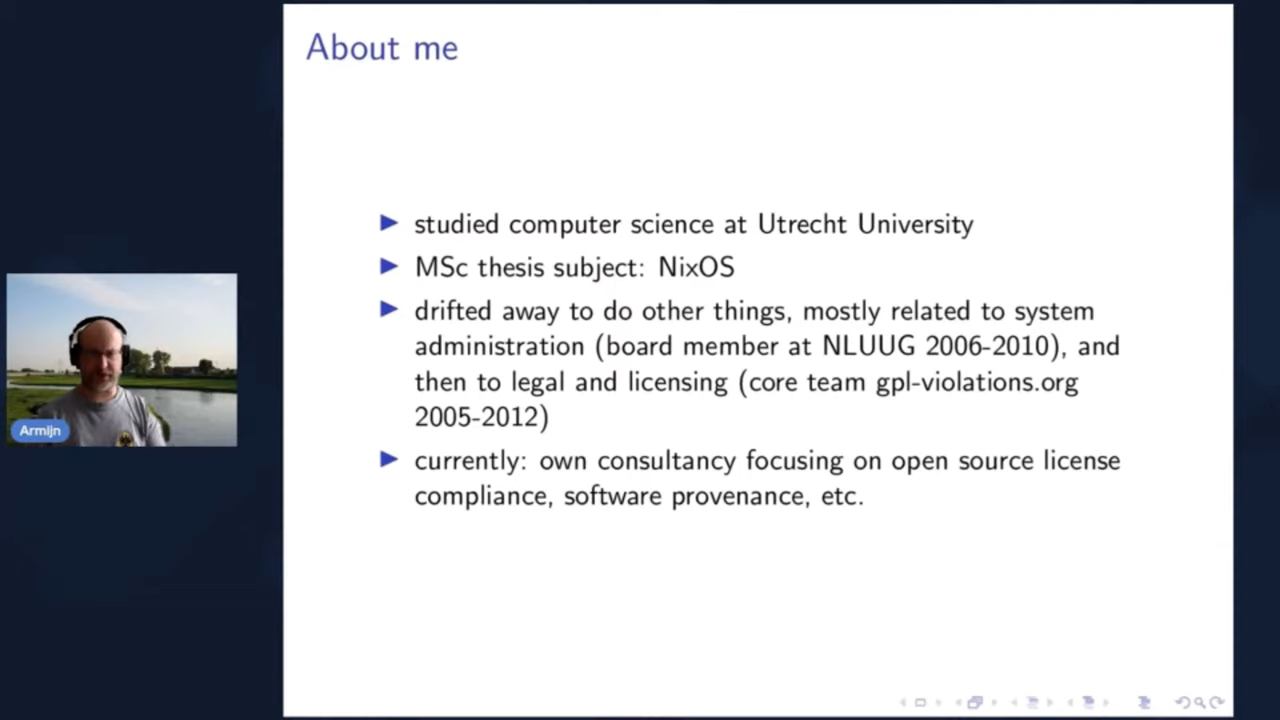 About me
studied computer science at Utrecht University
MSc thesis subject: NixOS
drifted away to do other things, mostly related to system
administration (board member at NLUUG 2006-2010), and
then to legal and licensing (core team gpl-violations.org
2005-2012)
currently: own consultancy focusing on open source license
compliance, software provenance, etc.
Armijn